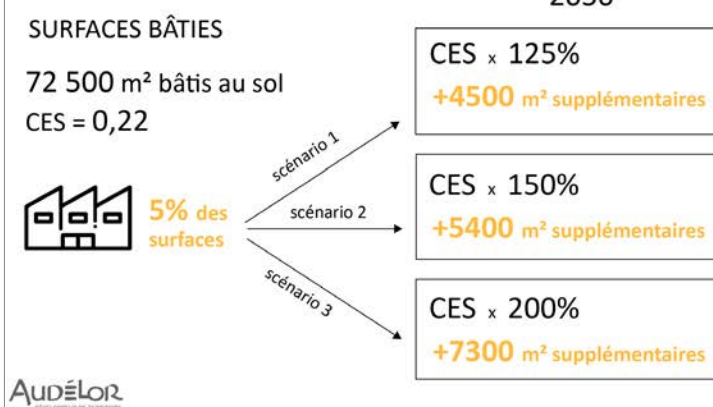 SURFACES BÂTIES
72 500 m² bâtis au sol
CES = 0,22
5% des
surfaces
scénario 1
scénario 2
scénario 3
CES x 125%
+4500 m² supplémentaires
CES x 150%
+5400 m² supplémentaires
CES x 200%
+7300 m² supplémentaires
AUDÉLOR